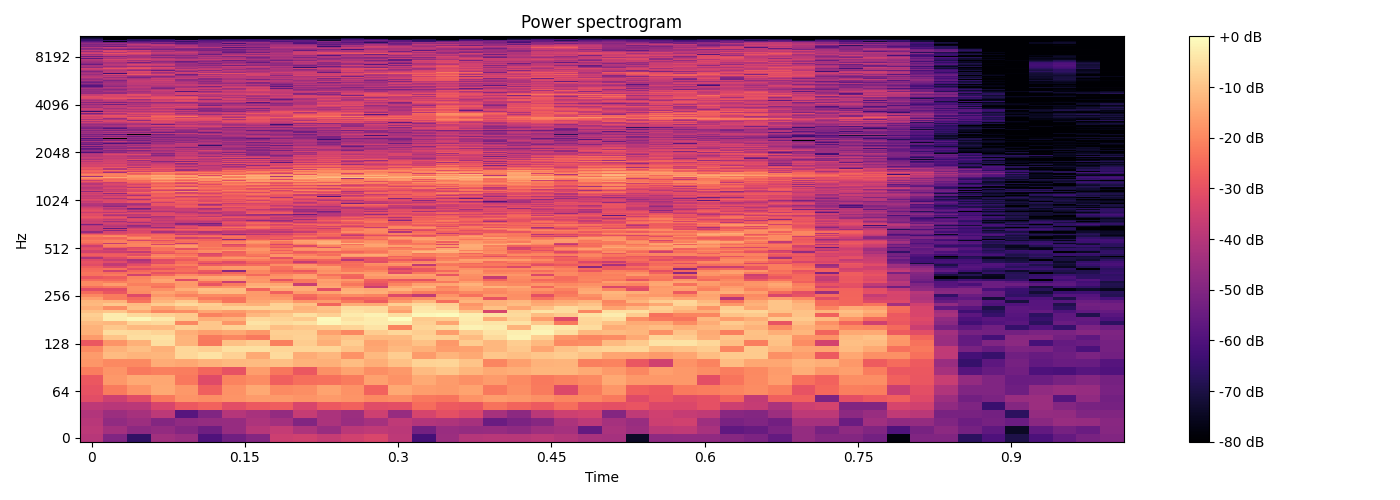 Power spectrogram
Hz
8192
4096
2048
1024
512
256
128
64
0
0 0.15 0.3 0.45 0.6 0.75 0.9
Time
+0 dB
-10 dB
-20 dB
-30 dB
-40 dB
-50 dB
-60 dB
-70 dB
-80 dB